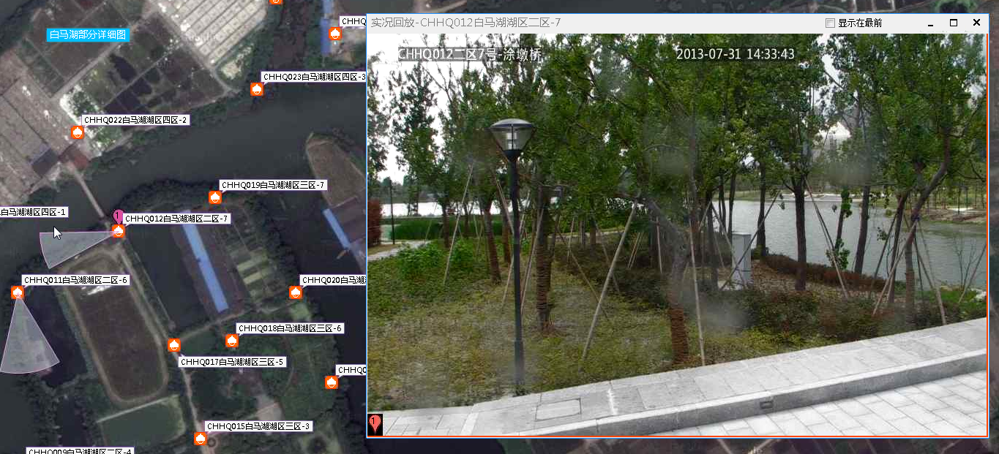 白马湖部分详细图
CHHQ
CHHQ023白马湖湖区四区-3
CHHQ022白马湖湖区四区-2
CHHQ019白马湖湖区三区-7
白马湖湖区四区-1
CHHQ012白马湖湖区二区-7
CHHQ011白马湖湖区二区-6
CHHQ020白马湖
CHHQ018白马湖湖区三区-6
CHHQ017白马湖湖区三区-5
CHHQ0
CHHQ015白马湖湖区三区-3
CHHQ009白马湖湖区二区-4
实况回放-CHHQ012白马湖湖区二区-7
显示在最前
CHHQ012二区7号-涂墩桥
2013-07-31 14:33:43
1
1